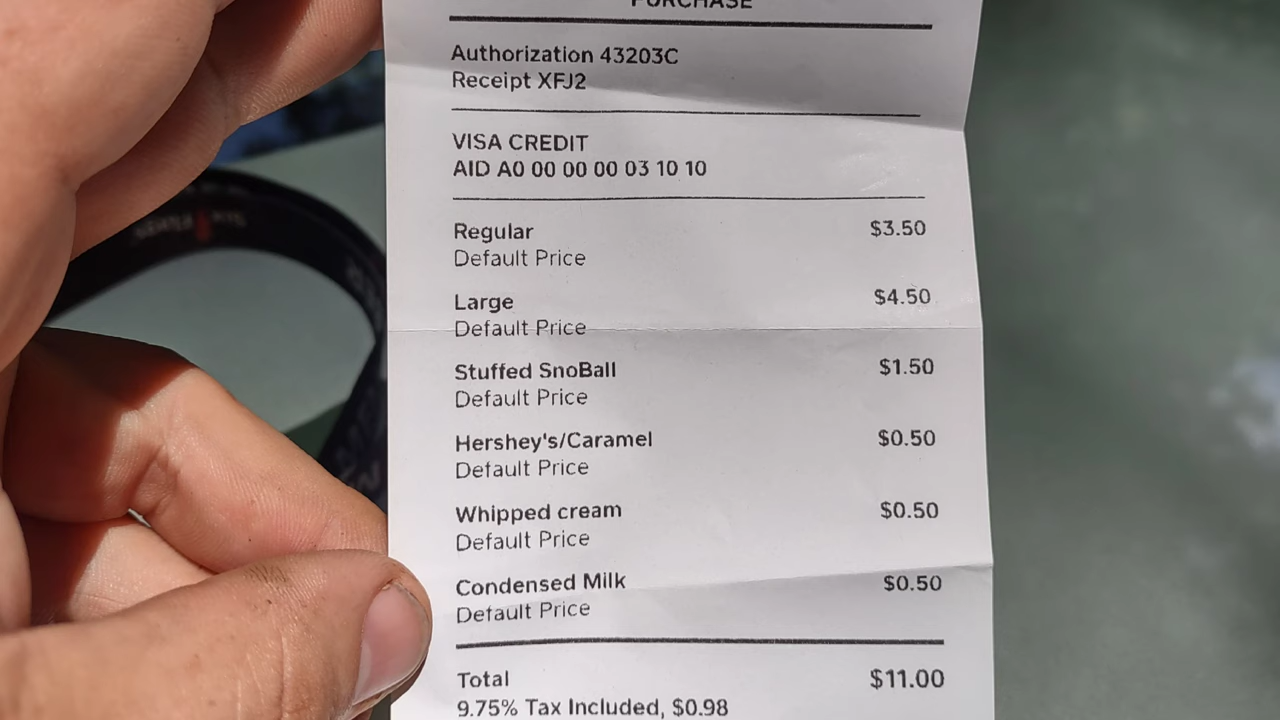 PURCHASE
Authorization 43203C
Receipt XFJ2
VISA CREDIT
AID A0 00 00 00 03 10 10
Regular $3.50
Default Price
Large $4.50
Default Price
Stuffed SnoBall $1.50
Default Price
Hershey's/Caramel $0.50
Default Price
Whipped cream $0.50
Default Price
Condensed Milk $0.50
Default Price
Total $11.00
9.75% Tax Included, $0.98